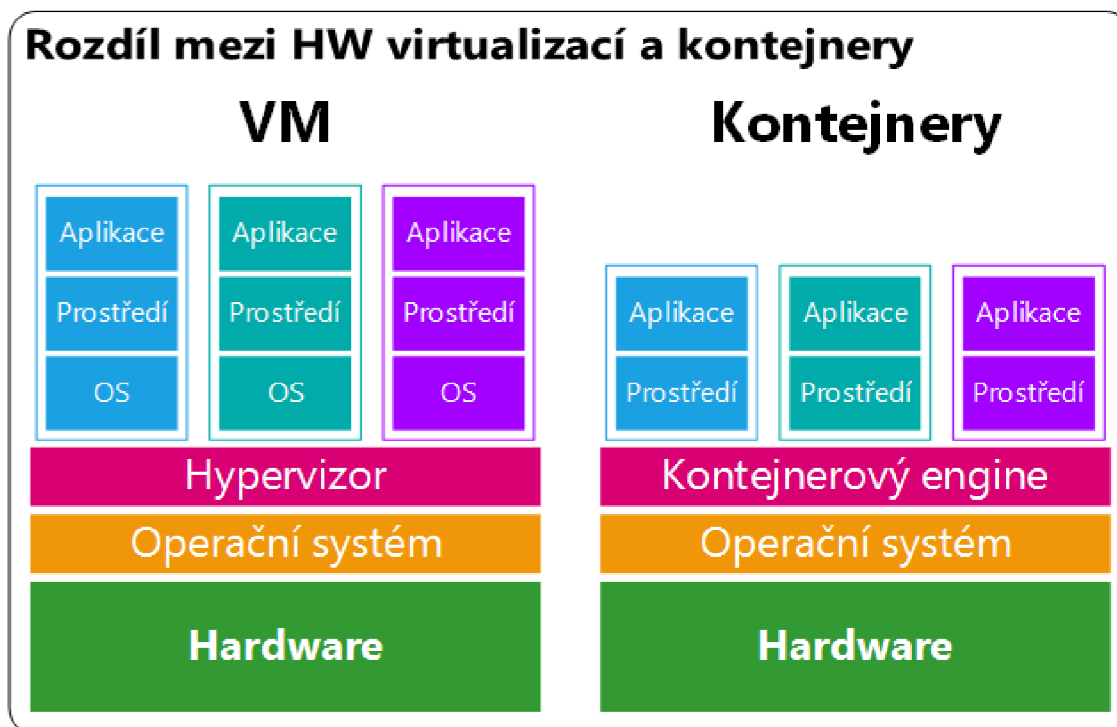 Rozdíl mezi HW virtualizací a kontejnery
VM
Aplikace
Prostředí
OS
Aplikace
Prostředí
OS
Aplikace
Prostředí
OS
Hypervizor
Operační systém
Hardware
Kontejnery
Aplikace
Prostředí
Aplikace
Prostředí
Aplikace
Prostředí
Kontejnerový engine
Operační systém
Hardware